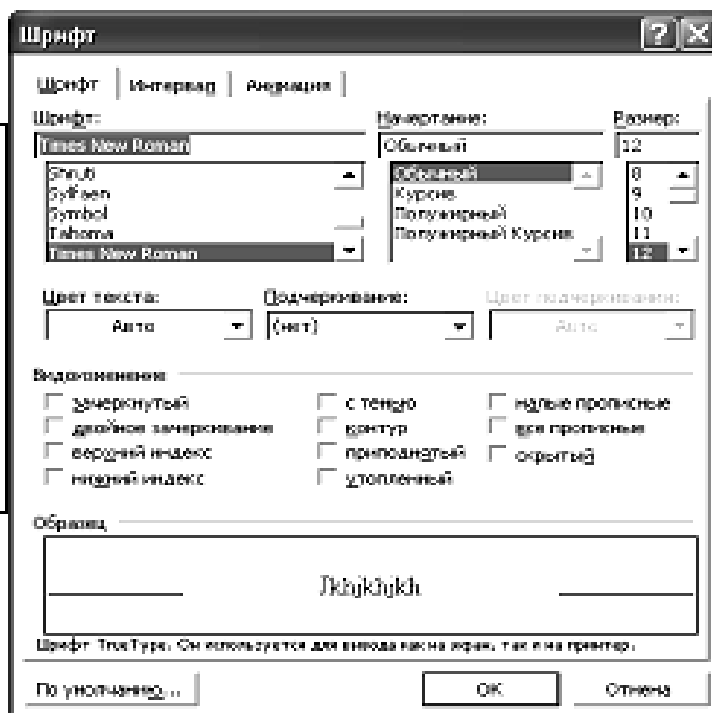 Шрифт
Шрифт Интервал Анимация
Шрифт: Начертание: Размер:
Times New Roman Обычный 12
Shruti Обычный 8
Sylfaen Курсив 9
Symbol Полужирный 10
Tahoma Полужирный Курсив 11
Times New Roman 12
Цвет текста: Подчеркивание: Цвет подчеркивания:
Авто (нет) Авто
Видоизменение
зачеркнутый с тенью малые прописные
двойное зачеркивание контур все прописные
верхний индекс приподнятый скрытый
нижний индекс утопленный
Образец
Jkhjkhjkh
Шрифт TrueType. Он используется для вывода как на экран, так и на принтер.
По умолчанию... ОК Отмена